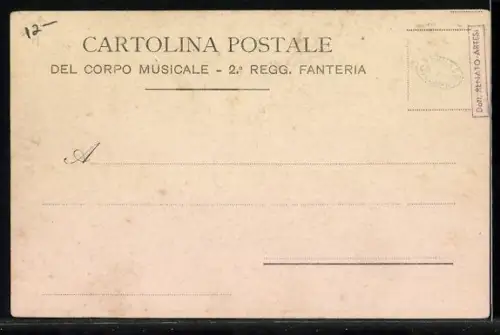 12-
CARTOLINA POSTALE
DEL CORPO MUSICALE - 2.º REGG. FANTERIA
Dott. RENATO ARTESI
A